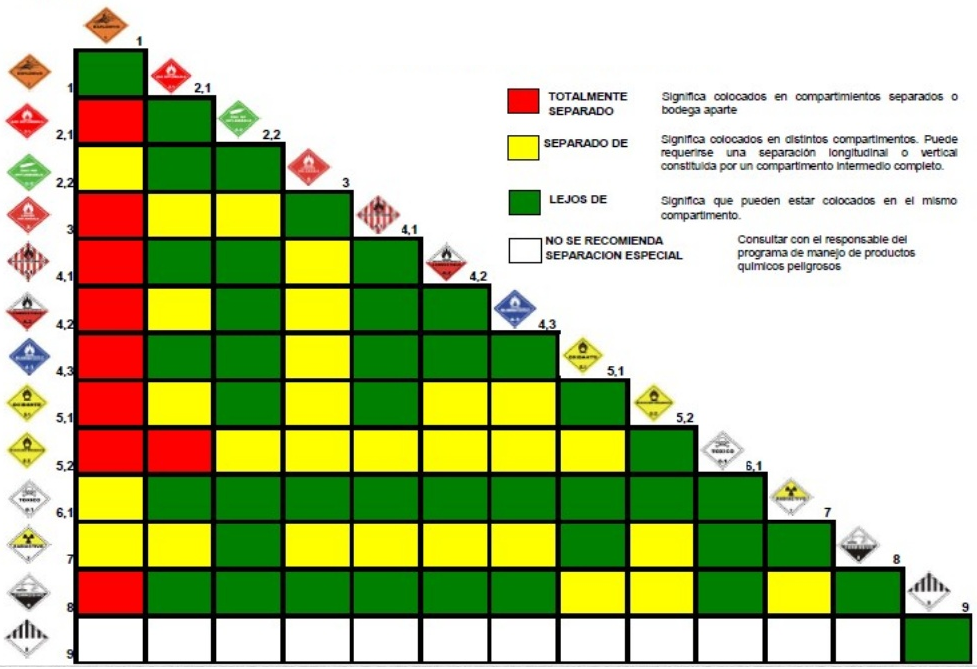 EXPLOSIVO
1
1
2,1
2,1
2,2
2,2
3
3
4,1
4,1
4,2
4,2
4,3
4,3
5,1
5,1
OXIDANTE
5,2
5,2
6,1
TOXICO
6,1
7
RADIACTIVO
7
8
8
9
9
TOTALMENTE
SEPARADO
Significa colocados en compartimientos separados o
bodega aparte
SEPARADO DE
Significa colocados en distintos compartimentos. Puede
requerirse una separación longitudinal o vertical
constituida por un compartimento intermedio completo.
LEJOS DE
Significa que pueden estar colocados en el mismo
compartimento.
NO SE RECOMIENDA
SEPARACION ESPECIAL
Consultar con el responsable del
programa de manejo de productos
químicos peligrosos